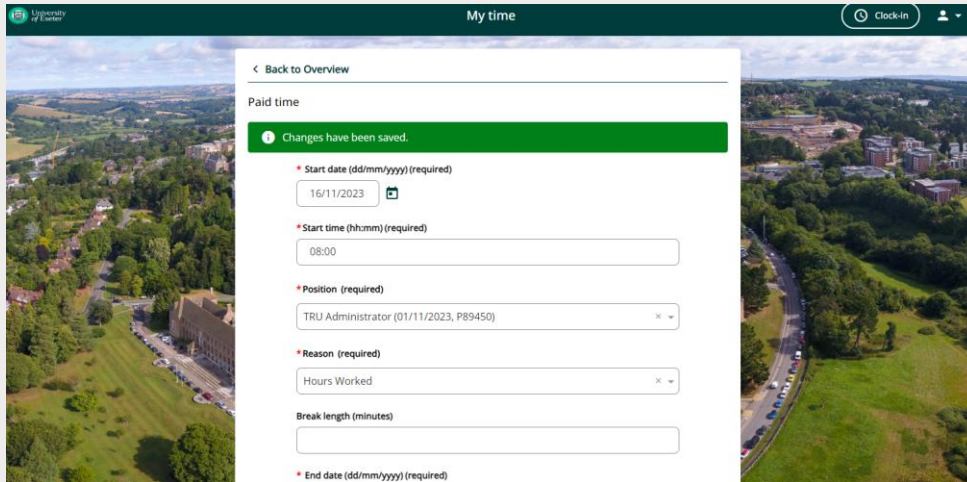 University
of Exeter
My time
Clock-in
< Back to Overview
Paid time
Changes have been saved.
* Start date (dd/mm/yyyy) (required)
16/11/2023
*Start time (hh:mm) (required)
08:00
*Position (required)
TRU Administrator (01/11/2023, P89450)
*Reason (required)
Hours Worked
Break length (minutes)
* End date (dd/mm/yyyy) (required)